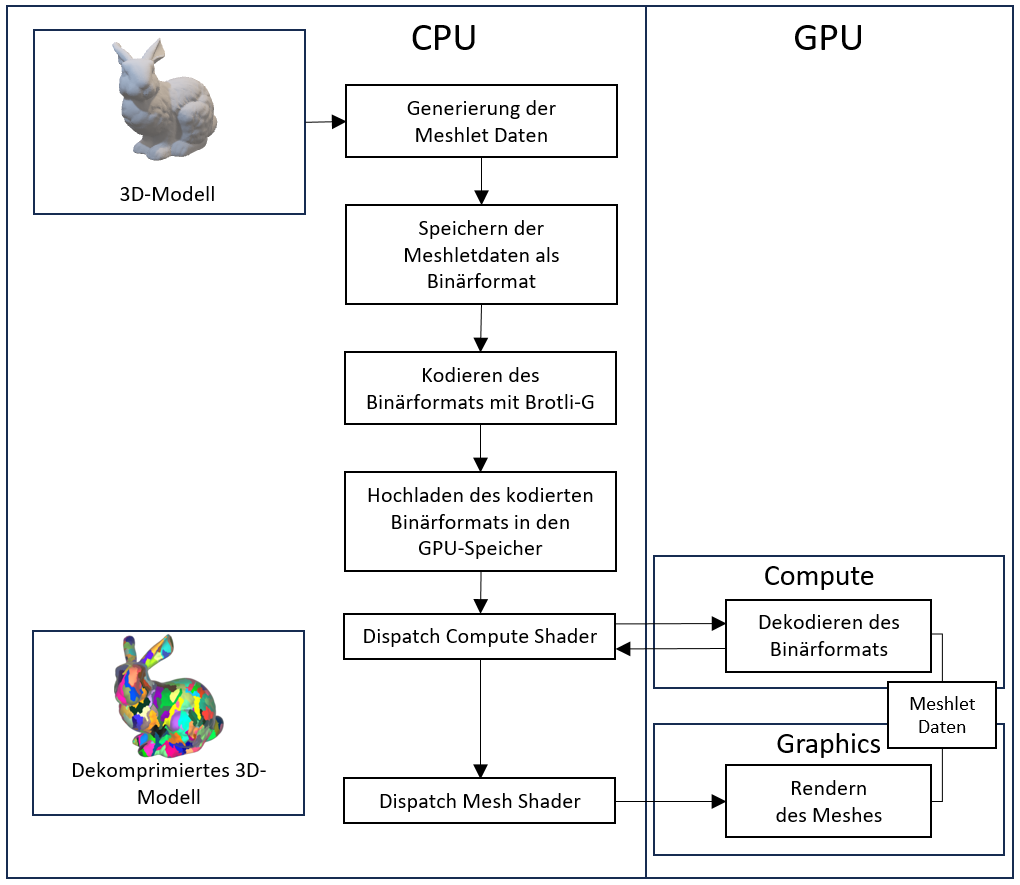 CPU
GPU
3D-Modell
Generierung der
Meshlet Daten
Speichern der
Meshletdaten als
Binärformat
Kodieren des
Binärformats mit Brotli-G
Hochladen des kodierten
Binärformats in den
GPU-Speicher
Dispatch Compute Shader
Compute
Dekodieren des
Binärformats
Meshlet
Daten
Dekomprimiertes 3D-
Modell
Dispatch Mesh Shader
Graphics
Rendern
des Meshes